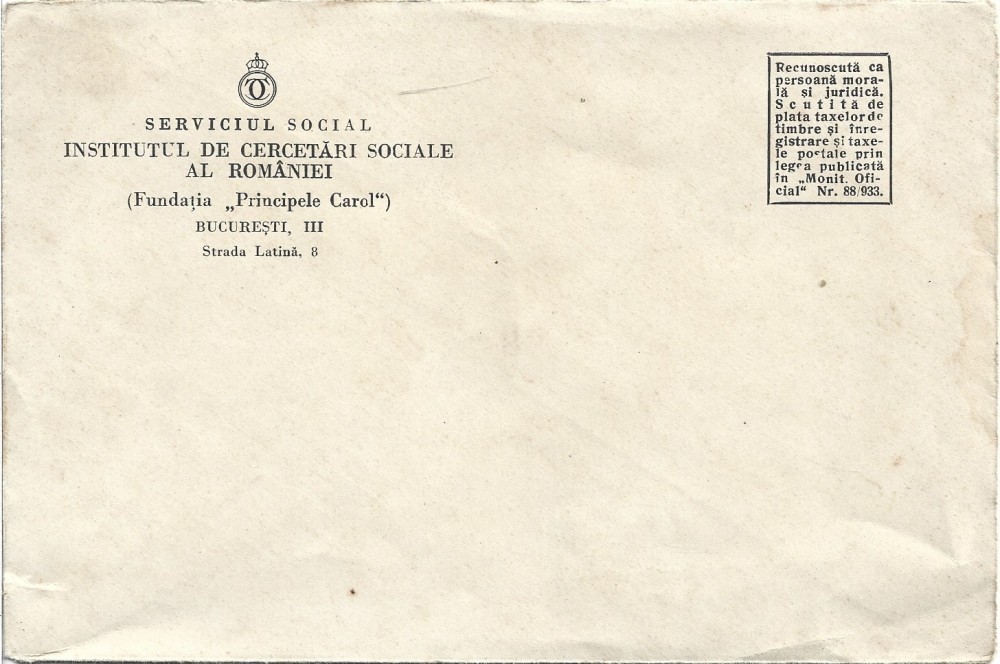 SERVICIUL SOCIAL
INSTITUTUL DE CERCETĂRI SOCIALE
AL ROMÂNIEI
(Fundația „Principele Carol“)
BUCUREȘTI, III
Strada Latină, 8
Recunoscută ca
persoană mora-
lă și juridică.
Scutită de
plata taxelor de
timbre și înre-
gistrare și taxe-
le poștale prin
legea publicată
în „Monit. Ofi-
cial“ Nr. 88/933.